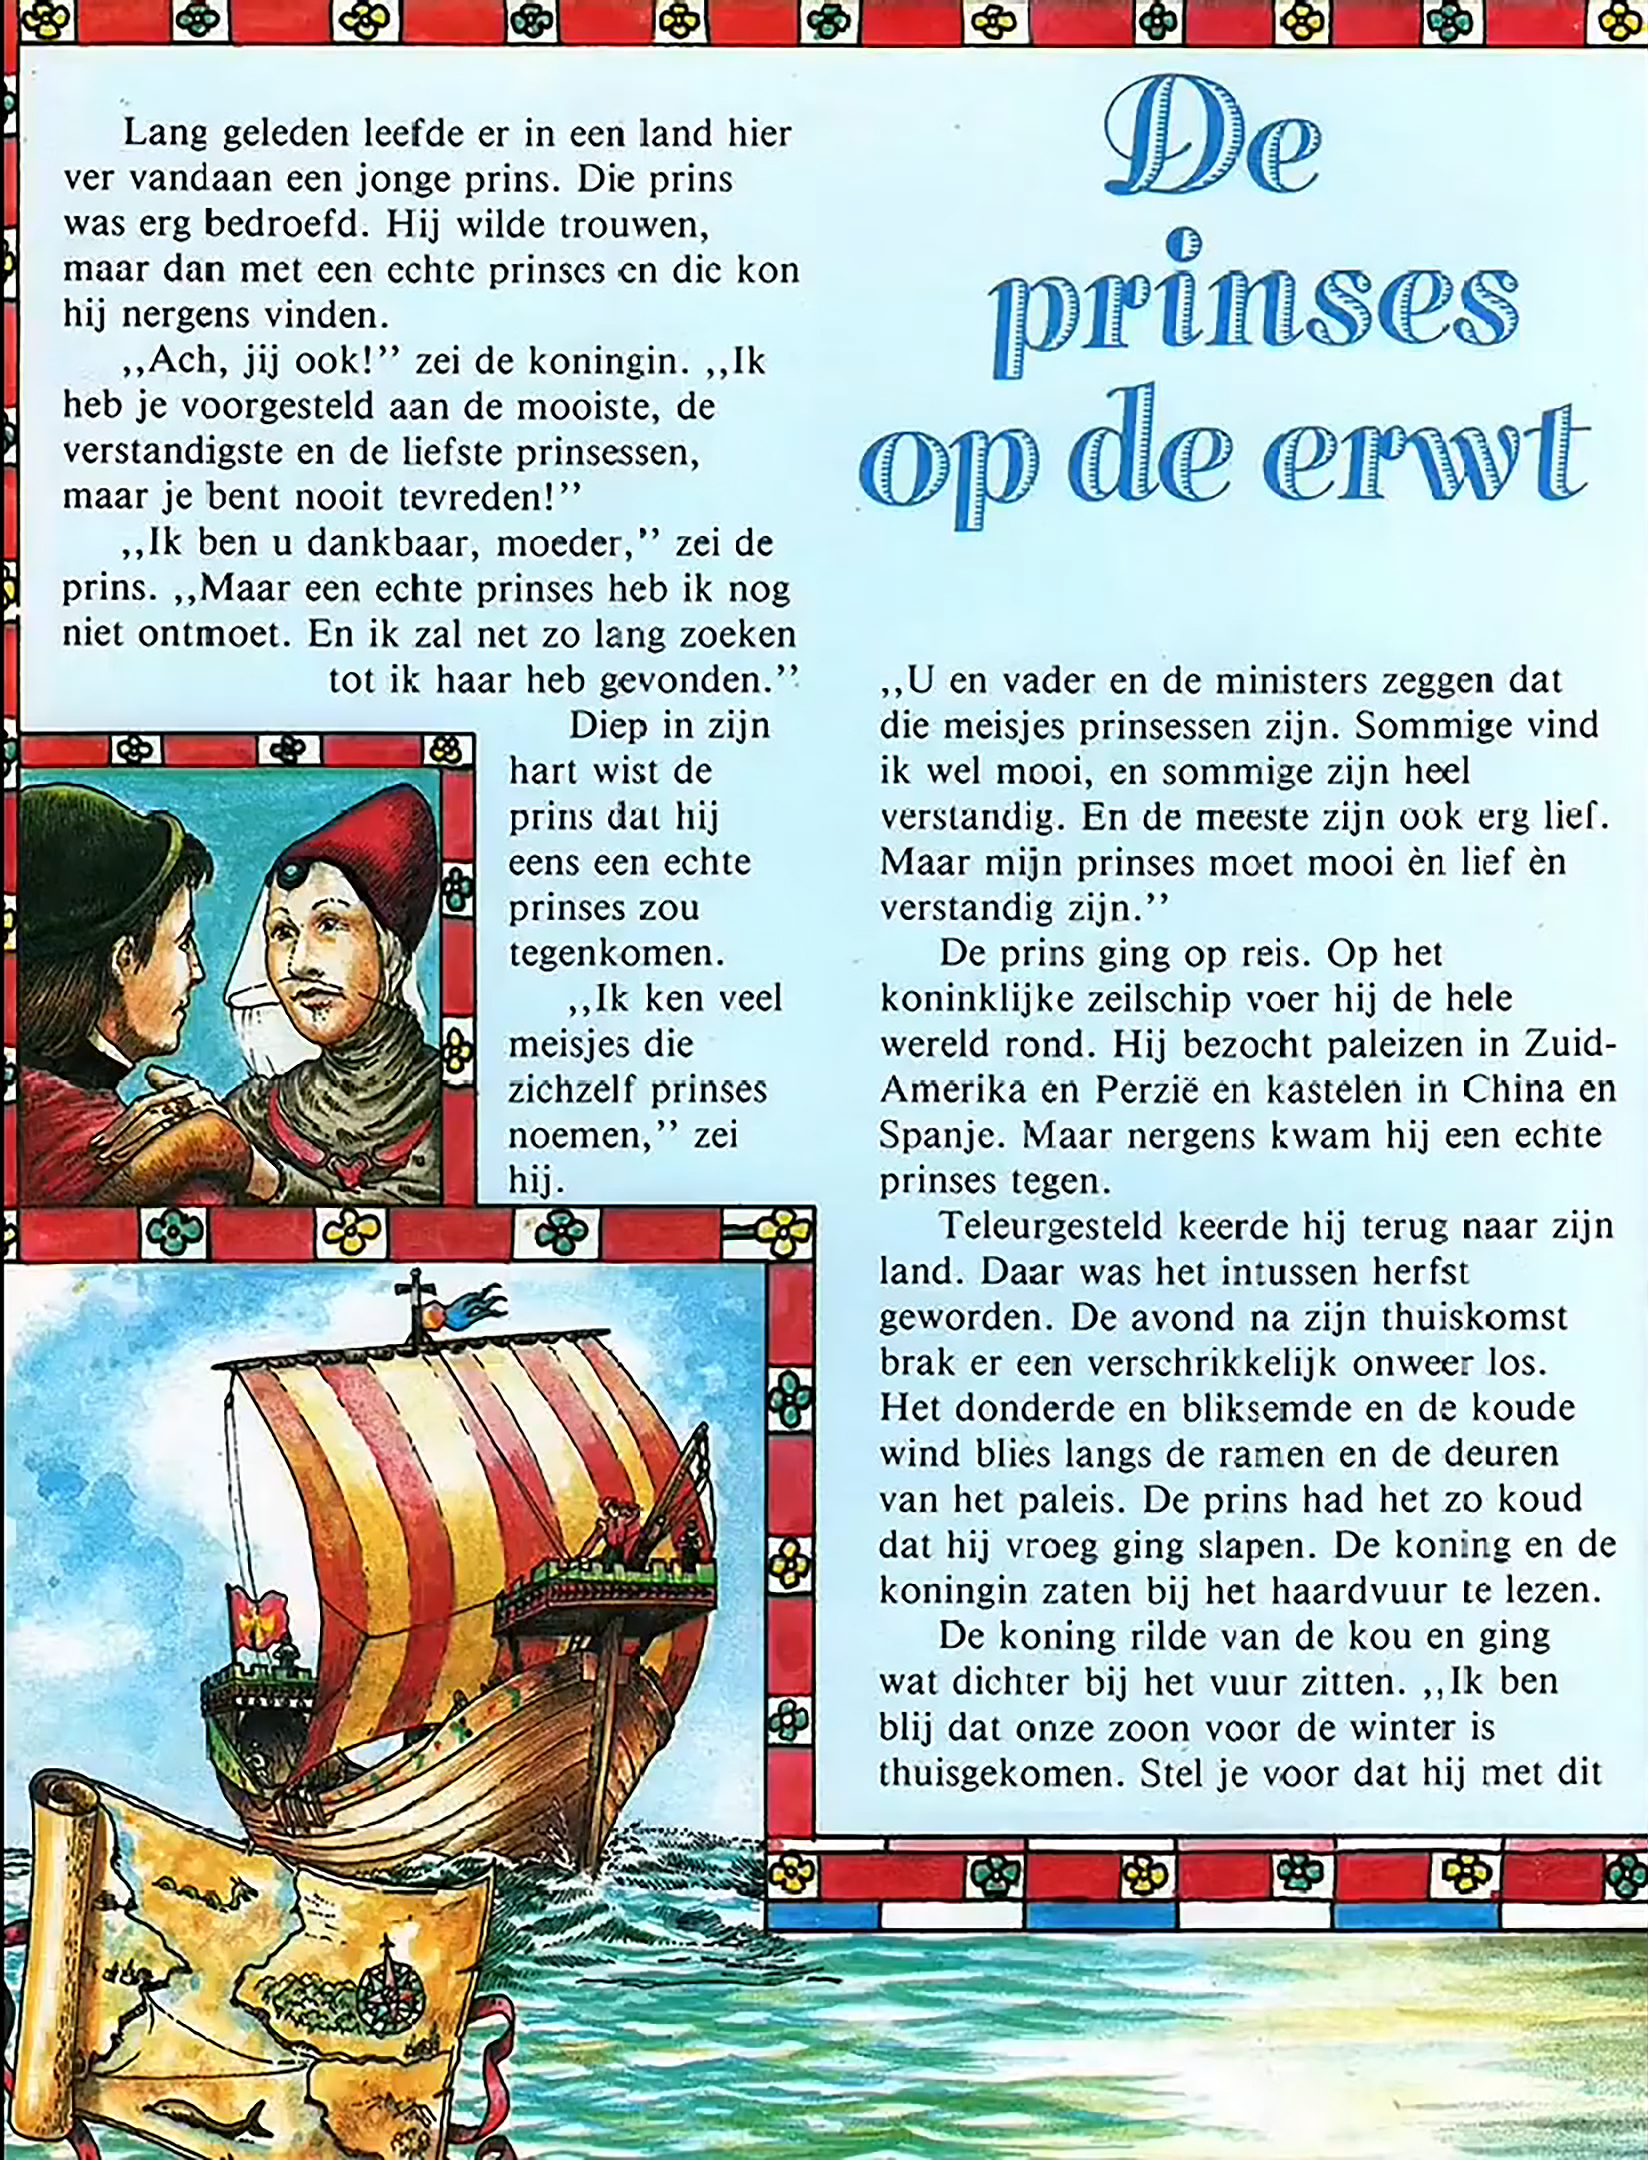 De
prinses
op de erwt
Lang geleden leefde er in een land hier
ver vandaan een jonge prins. Die prins
was erg bedroefd. Hij wilde trouwen,
maar dan met een echte prinses en die kon
hij nergens vinden.
,,Ach, jij ook!’’ zei de koningin. ,,Ik
heb je voorgesteld aan de mooiste, de
verstandigste en de liefste prinsessen,
maar je bent nooit tevreden!’’
,,Ik ben u dankbaar, moeder,’’ zei de
prins. ,,Maar een echte prinses heb ik nog
niet ontmoet. En ik zal net zo lang zoeken
tot ik haar heb gevonden.’’
Diep in zijn
hart wist de
prins dat hij
eens een echte
prinses zou
tegenkomen.
,,Ik ken veel
meisjes die
zichzelf prinses
noemen,’’ zei
hij.
,,U en vader en de ministers zeggen dat
die meisjes prinsessen zijn. Sommige vind
ik wel mooi, en sommige zijn heel
verstandig. En de meeste zijn ook erg lief.
Maar mijn prinses moet mooi èn lief èn
verstandig zijn.’’
De prins ging op reis. Op het
koninklijke zeilschip voer hij de hele
wereld rond. Hij bezocht paleizen in Zuid-
Amerika en Perzië en kastelen in China en
Spanje. Maar nergens kwam hij een echte
prinses tegen.
Teleurgesteld keerde hij terug naar zijn
land. Daar was het intussen herfst
geworden. De avond na zijn thuiskomst
brak er een verschrikkelijk onweer los.
Het donderde en bliksemde en de koude
wind blies langs de ramen en de deuren
van het paleis. De prins had het zo koud
dat hij vroeg ging slapen. De koning en de
koningin zaten bij het haardvuur te lezen.
De koning rilde van de kou en ging
wat dichter bij het vuur zitten. ,,Ik ben
blij dat onze zoon voor de winter is
thuisgekomen. Stel je voor dat hij met dit